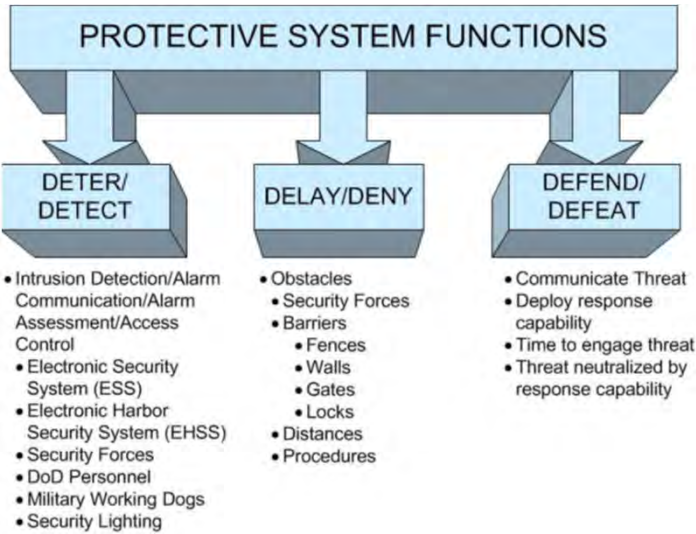 PROTECTIVE SYSTEM FUNCTIONS
DETER/
DETECT
• Intrusion Detection/Alarm
Communication/Alarm
Assessment/Access
Control
• Electronic Security
System (ESS)
• Electronic Harbor
Security System (EHSS)
• Security Forces
• DoD Personnel
• Military Working Dogs
• Security Lighting
DELAY/DENY
• Obstacles
• Security Forces
• Barriers
• Fences
• Walls
• Gates
• Locks
• Distances
• Procedures
DEFEND/
DEFEAT
• Communicate Threat
• Deploy response
capability
• Time to engage threat
• Threat neutralized by
response capability